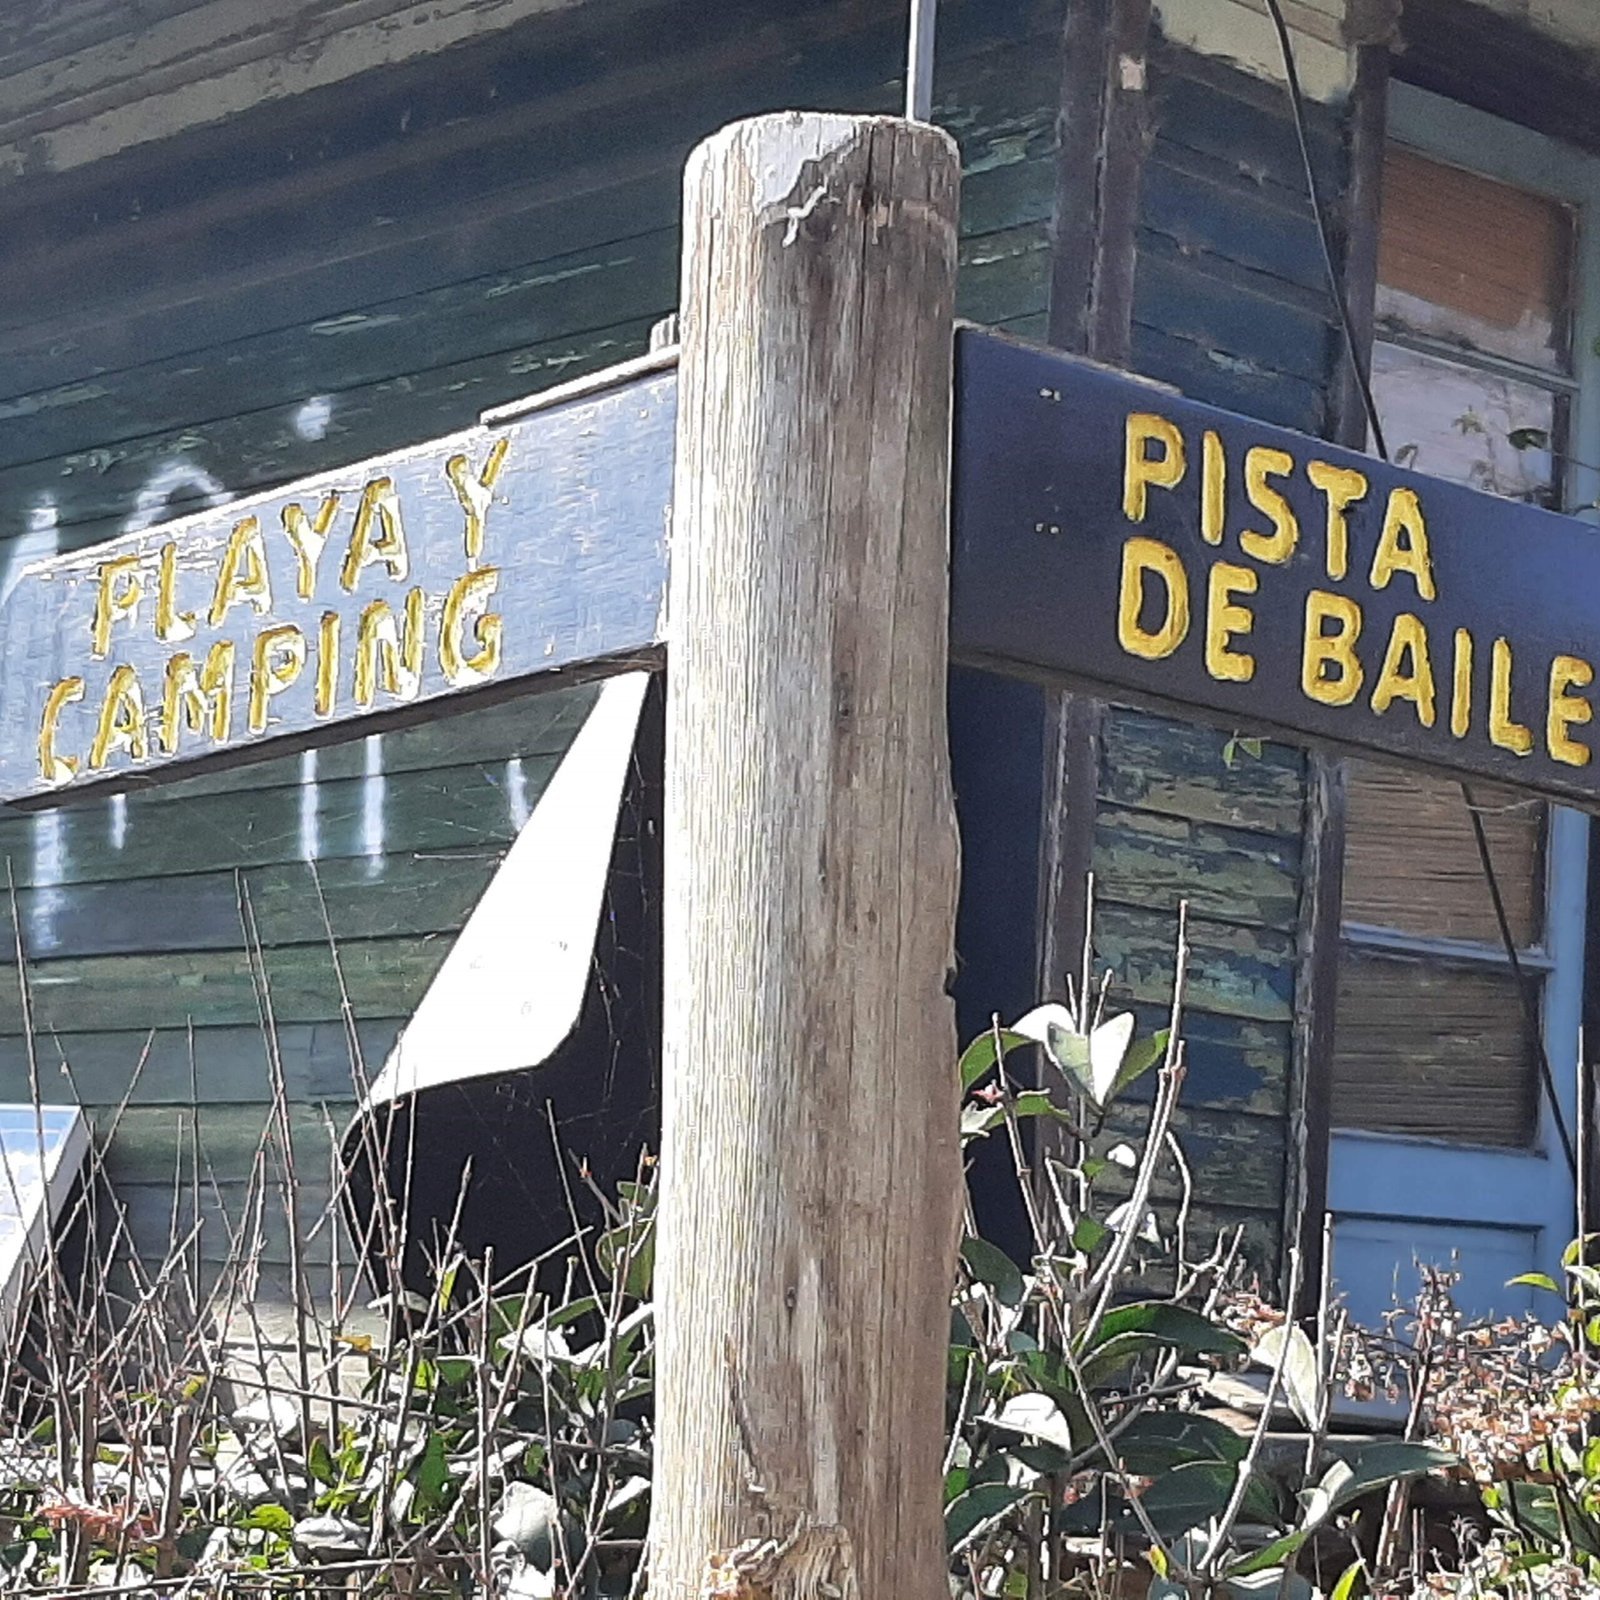 PLAYA Y
CAMPING
PISTA
DE BAILE